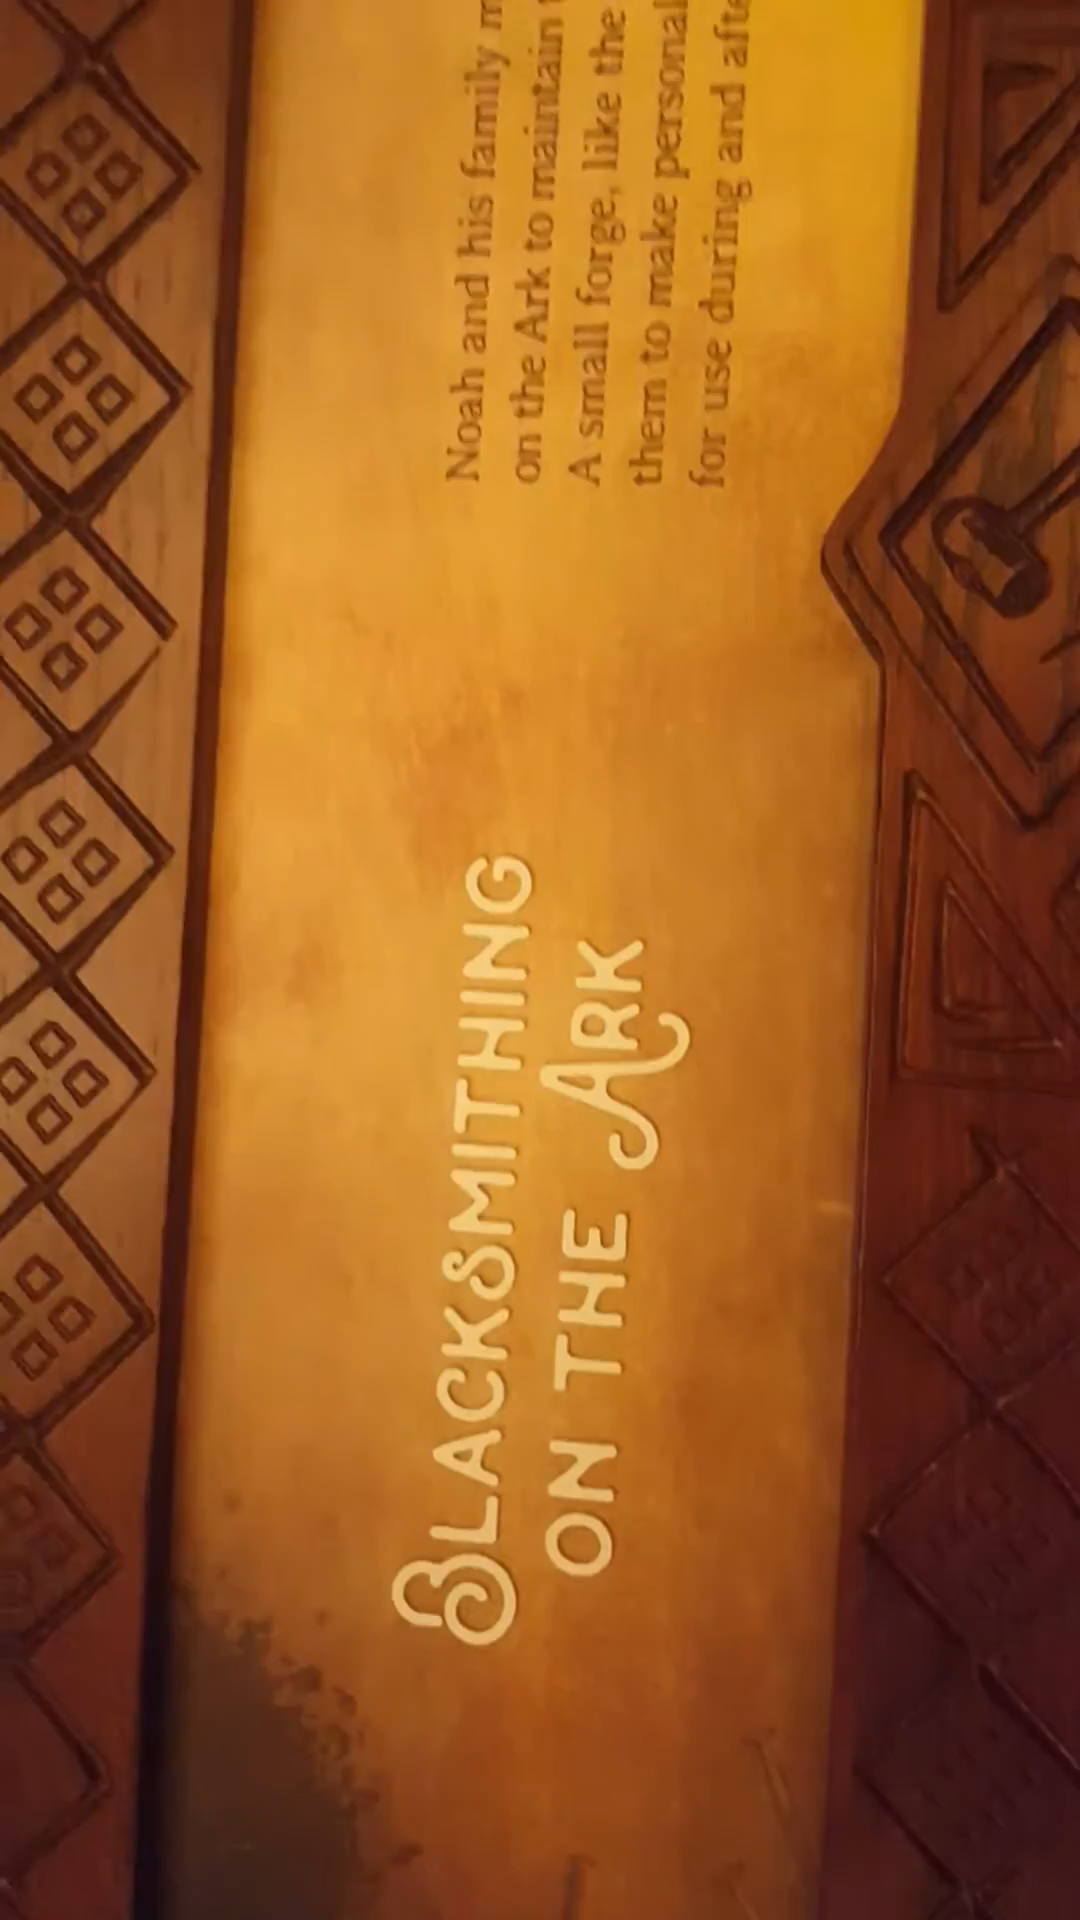 BLACKSMITHING
ON THE ARK
Noah and his family
on the Ark to maintain
A small forge, like the
them to make personal
for use during and